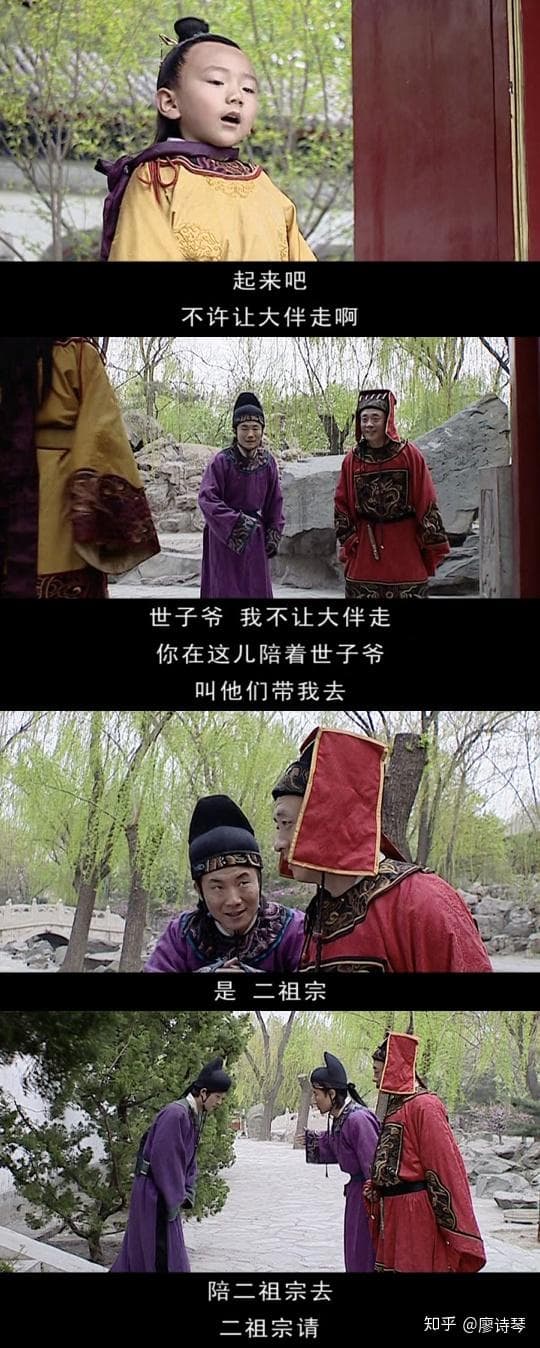 起来吧
不许让大伴走啊
世子爷 我不让大伴走
你在这儿陪着世子爷
叫他们带我去
是 二祖宗
陪二祖宗去
二祖宗请
知乎 @廖诗琴